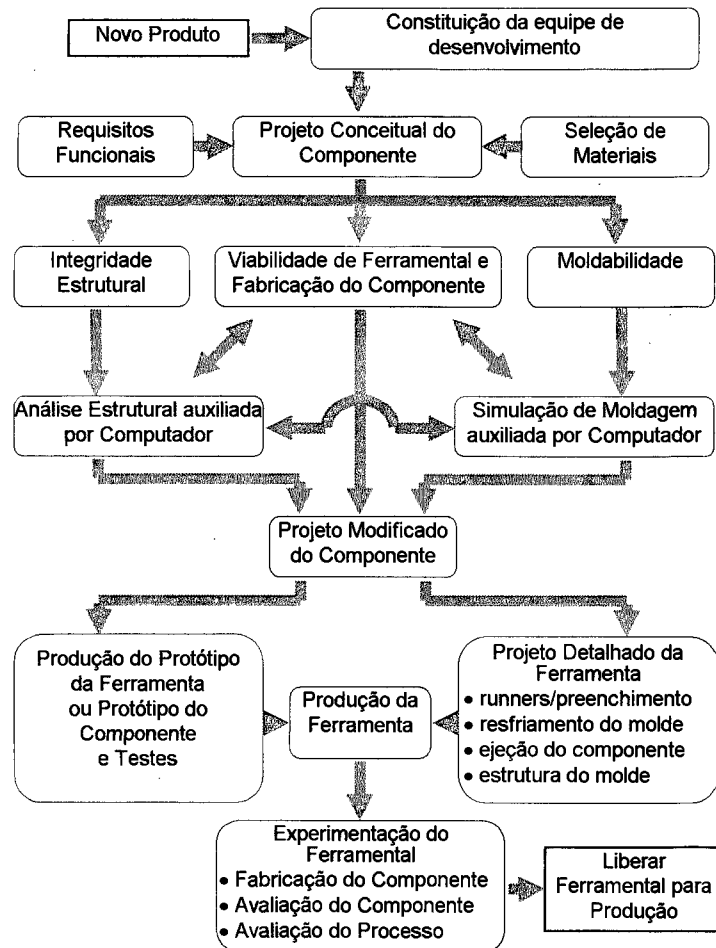 Novo Produto
Constituição da equipe de
desenvolvimento
Requisitos
Funcionais
Projeto Conceitual do
Componente
Seleção de
Materiais
Integridade
Estrutural
Viabilidade de Ferramental e
Fabricação do Componente
Moldabilidade
Análise Estrutural auxiliada
por Computador
Simulação de Moldagem
auxiliada por Computador
Projeto Modificado
do Componente
Produção do Protótipo
da Ferramenta
ou Protótipo do
Componente
e Testes
Produção da
Ferramenta
Projeto Detalhado da
Ferramenta
• runners/preenchimento
• resfriamento do molde
• ejeção do componente
• estrutura do molde
Experimentação do
Ferramental
• Fabricação do Componente
• Avaliação do Componente
• Avaliação do Processo
Liberar
Ferramental para
Produção